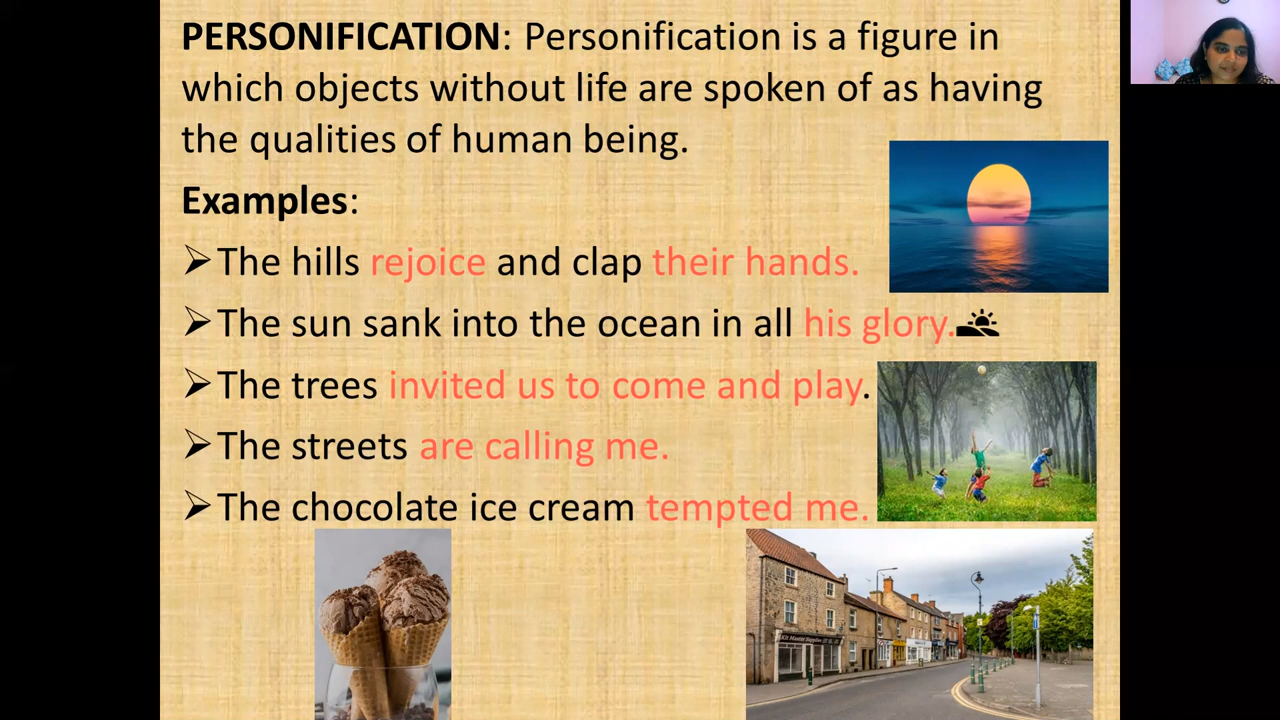 PERSONIFICATION: Personification is a figure in
which objects without life are spoken of as having
the qualities of human being.
Examples:
➢The hills rejoice and clap their hands.
➢The sun sank into the ocean in all his glory.
➢The trees invited us to come and play.
➢The streets are calling me.
➢The chocolate ice cream tempted me.